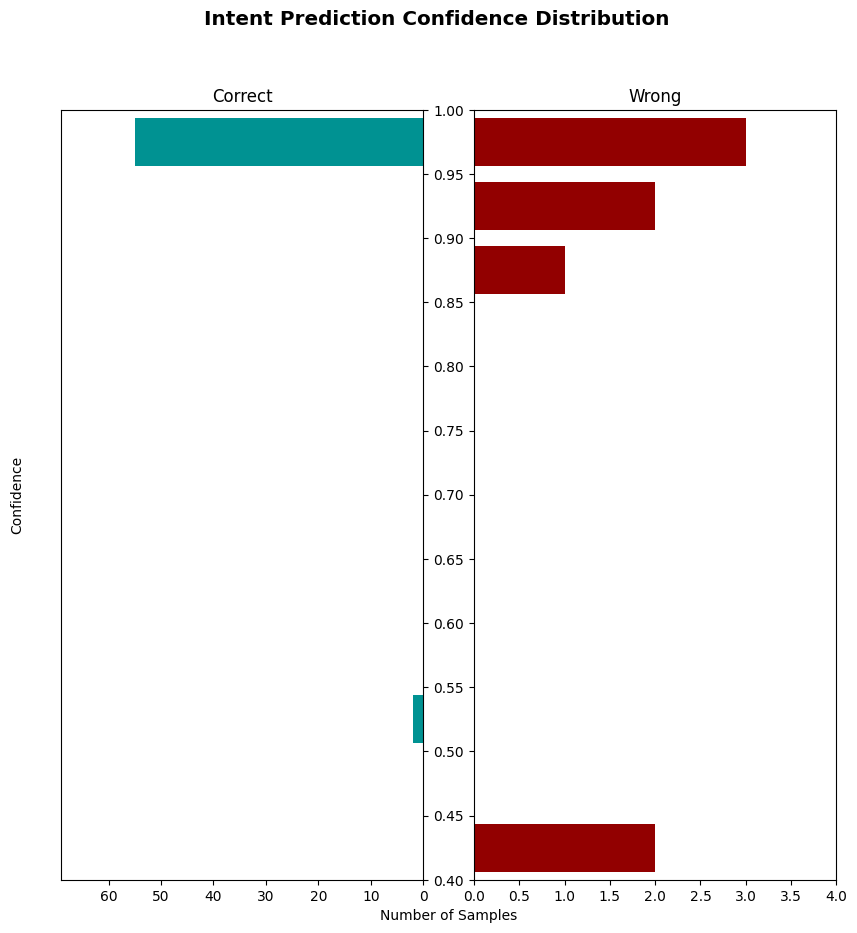 Intent Prediction Confidence Distribution
Correct
Wrong
1.00
0.95
0.90
0.85
0.80
0.75
0.70
0.65
0.60
0.55
0.50
0.45
0.40
Confidence
60 50 40 30 20 10 0
0.0 0.5 1.0 1.5 2.0 2.5 3.0 3.5 4.0
Number of Samples